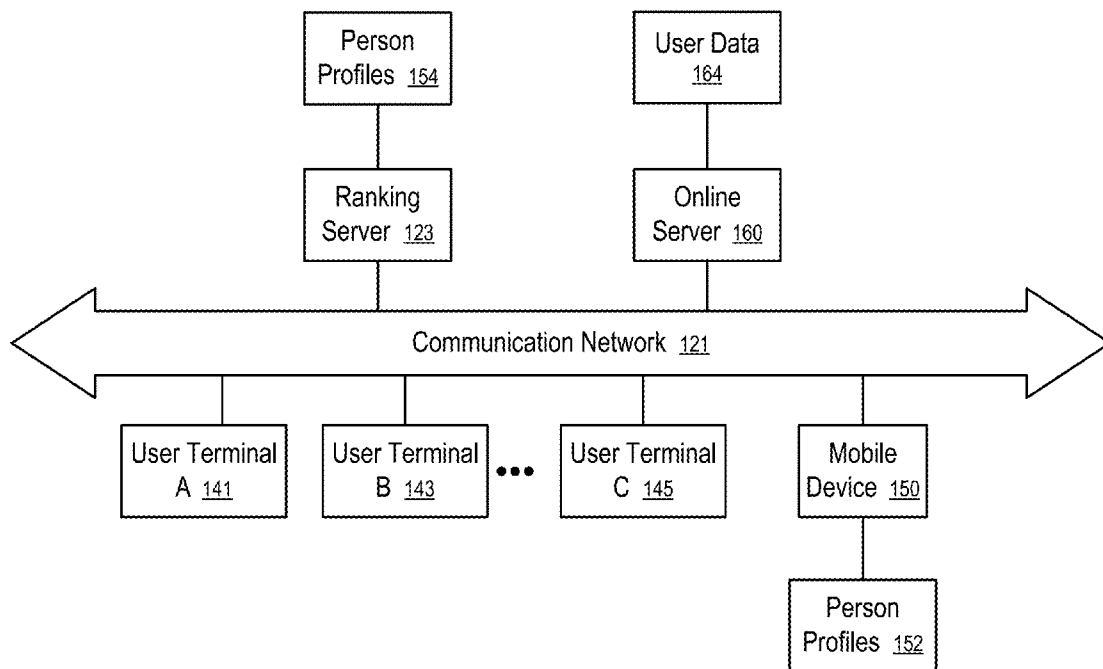 Person
Profiles 154
User Data
164
Ranking
Server 123
Online
Server 160
Communication Network 121
User Terminal
A 141
User Terminal
B 143
User Terminal
C 145
Mobile
Device 150
Person
Profiles 152